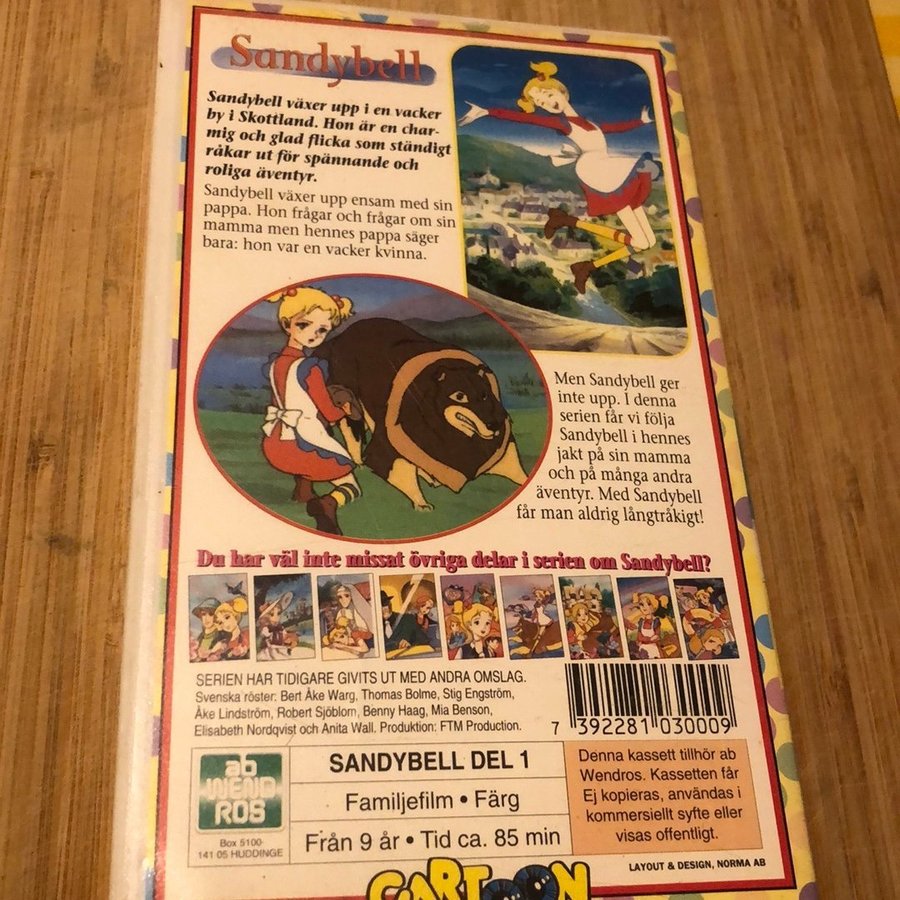 Sandybell
Sandybell växer upp i en vacker
by i Skottland. Hon är en char-
mig och glad flicka som ständigt
råkar ut för spännande och
roliga äventyr.
Sandybell växer upp ensam med sin
pappa. Hon frågar och frågar om sin
mamma men hennes pappa säger
bara: hon var en vacker kvinna.
Men Sandybell ger
inte upp. I denna
serien får vi följa
Sandybell i hennes
jakt på sin mamma
och på många andra
äventyr. Med Sandybell
får man aldrig långtråkigt!
Du har väl inte missat övriga delar i serien om Sandybell?
SERIEN HAR TIDIGARE GIVITS UT MED ANDRA OMSLAG.
Svenska röster: Bert Åke Warg, Thomas Bolme, Stig Engström,
Åke Lindström, Robert Sjöblom, Benny Haag, Mia Benson,
Elisabeth Nordqvist och Anita Wall. Produktion: FTM Production.
7 392281 030009
ab
WEND
ROS
Box 5100
141 05 HUDDINGE
SANDYBELL DEL 1
Familjefilm • Färg
Från 9 år • Tid ca. 85 min
Denna kassett tillhör ab
Wendros. Kassetten får
Ej kopieras, användas i
kommersiellt syfte eller
visas offentligt.
LAYOUT & DESIGN, NORMA AB
CARTOON